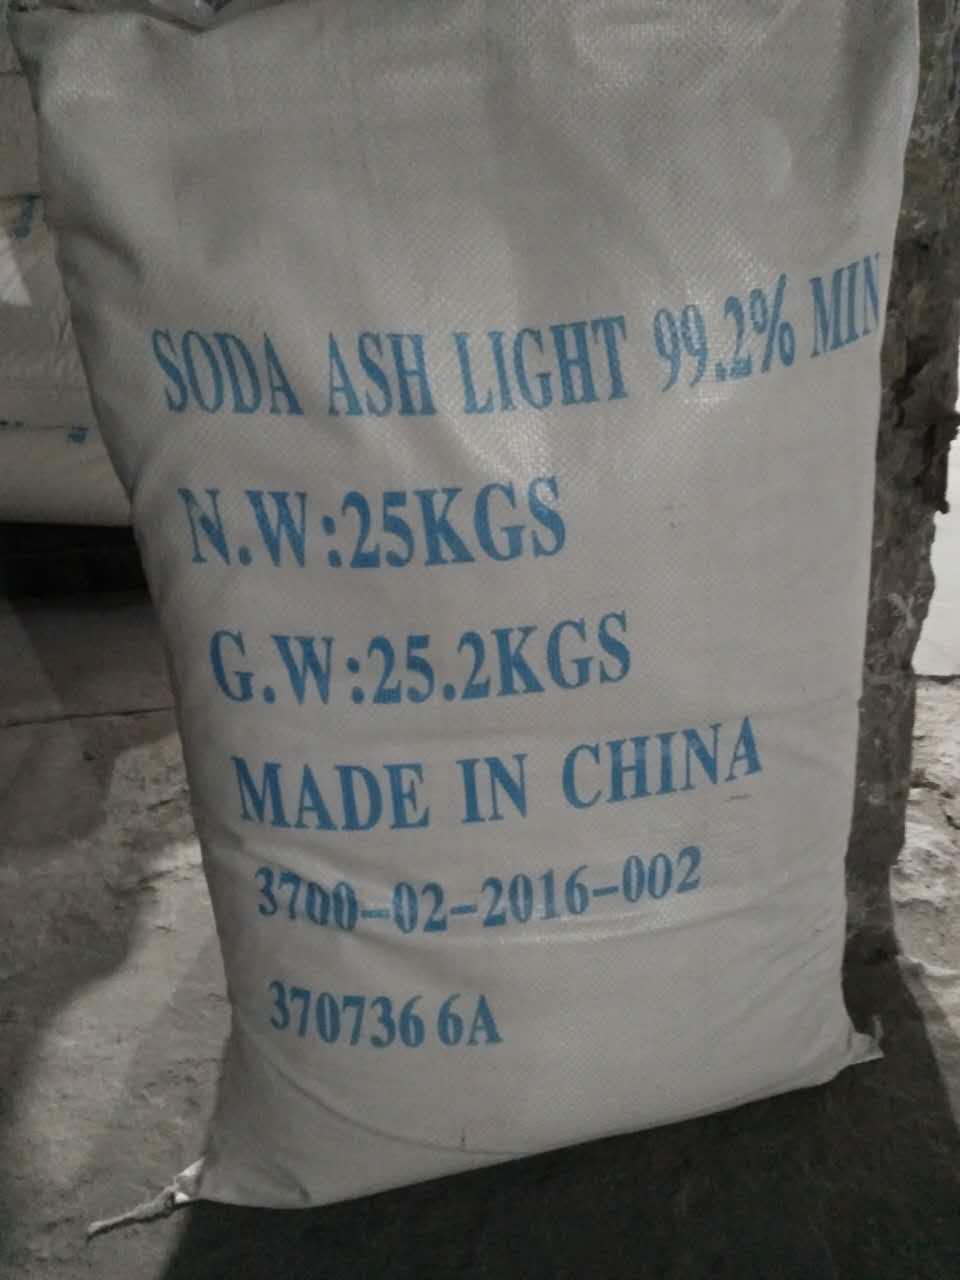 SODA ASH LIGHT 99.2% MIN
N.W:25KGS
G.W:25.2KGS
MADE IN CHINA
3700-02-2016-002
370736 6A